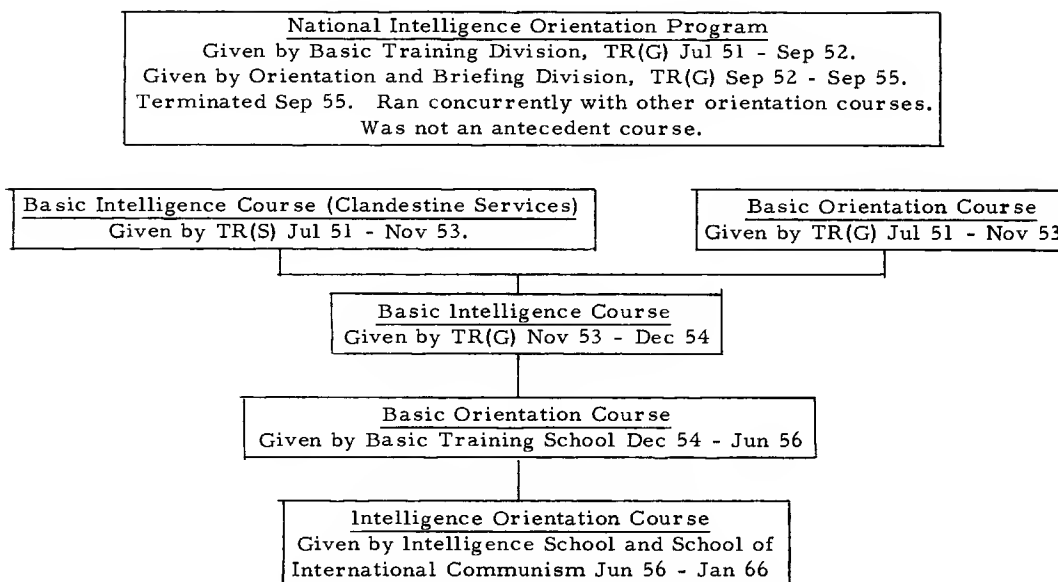 National Intelligence Orientation Program
Given by Basic Training Division, TR(G) Jul 51 - Sep 52.
Given by Orientation and Briefing Division, TR(G) Sep 52 - Sep 55.
Terminated Sep 55. Ran concurrently with other orientation courses.
Was not an antecedent course.
Basic Intelligence Course (Clandestine Services)
Given by TR(S) Jul 51 - Nov 53.
Basic Orientation Course
Given by TR(G) Jul 51 - Nov 53
Basic Intelligence Course
Given by TR(G) Nov 53 - Dec 54
Basic Orientation Course
Given by Basic Training School Dec 54 - Jun 56
Intelligence Orientation Course
Given by Intelligence School and School of
International Communism Jun 56 - Jan 66